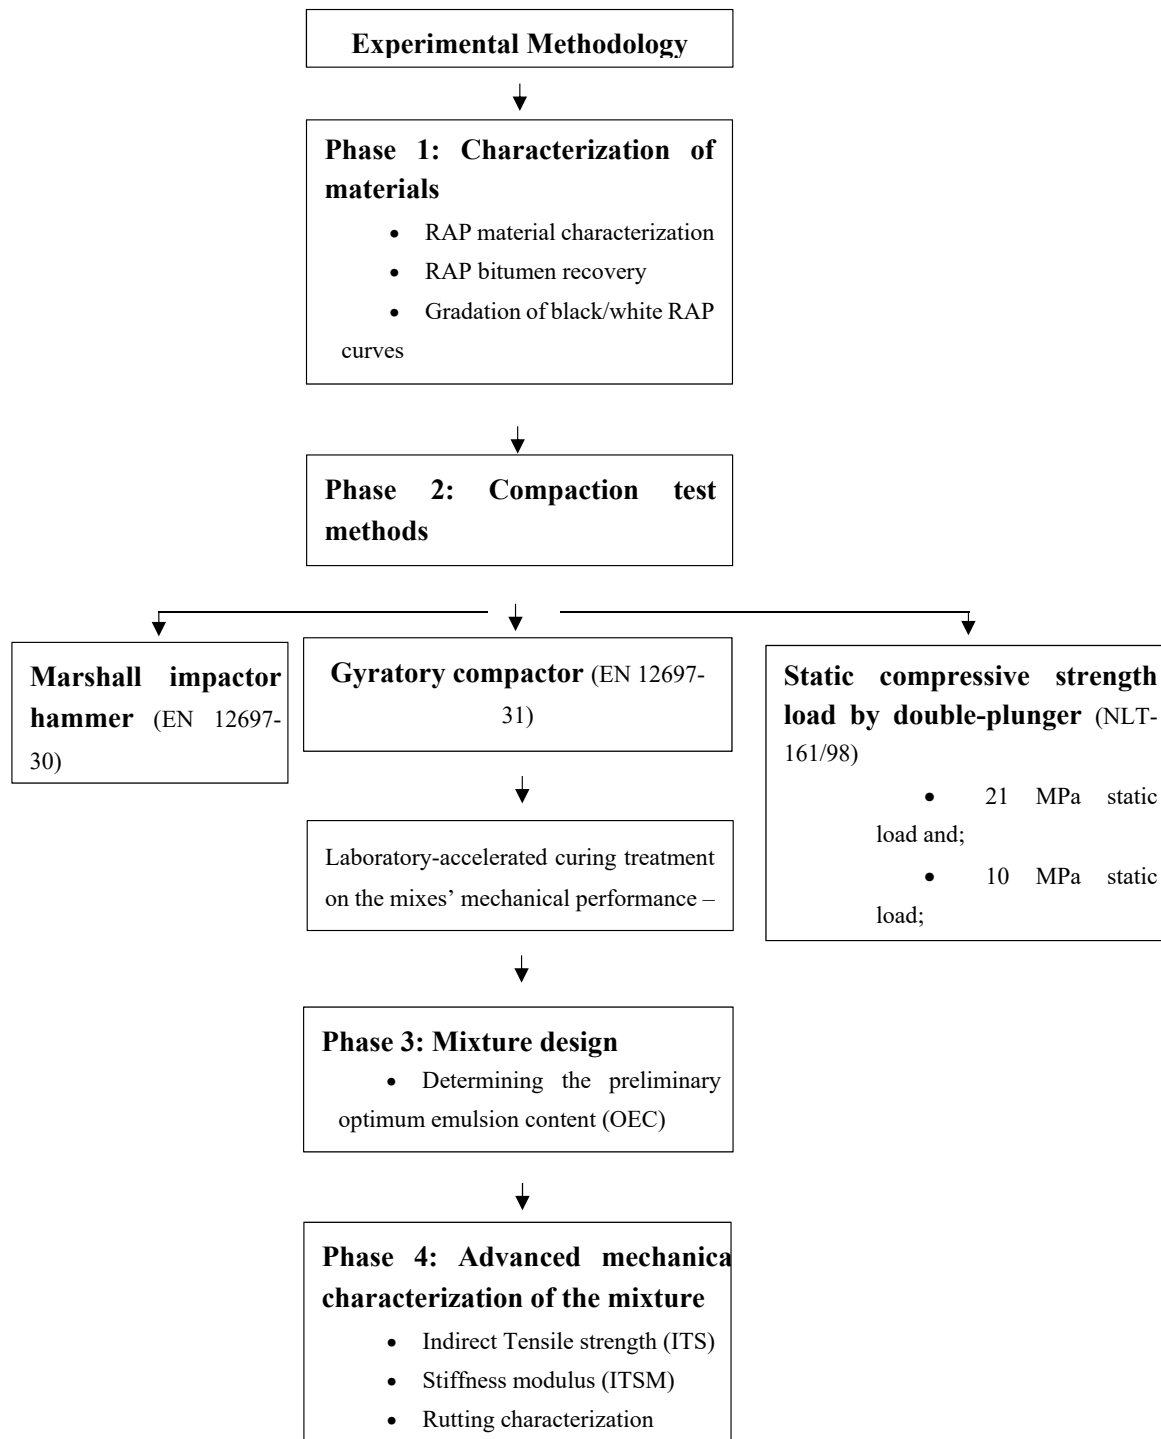 Experimental Methodology
Phase 1: Characterization of
materials
• RAP material characterization
• RAP bitumen recovery
• Gradation of black/white RAP
curves
Phase 2: Compaction test
methods
Marshall impactor
hammer (EN 12697-
30)
Gyratory compactor (EN 12697-
31)
Static compressive strength
load by double-plunger (NLT-
161/98)
• 21 MPa static
load and;
• 10 MPa static
load;
Laboratory-accelerated curing treatment
on the mixes’ mechanical performance –
Phase 3: Mixture design
• Determining the preliminary
optimum emulsion content (OEC)
Phase 4: Advanced mechanica
characterization of the mixture
• Indirect Tensile strength (ITS)
• Stiffness modulus (ITSM)
• Rutting characterization